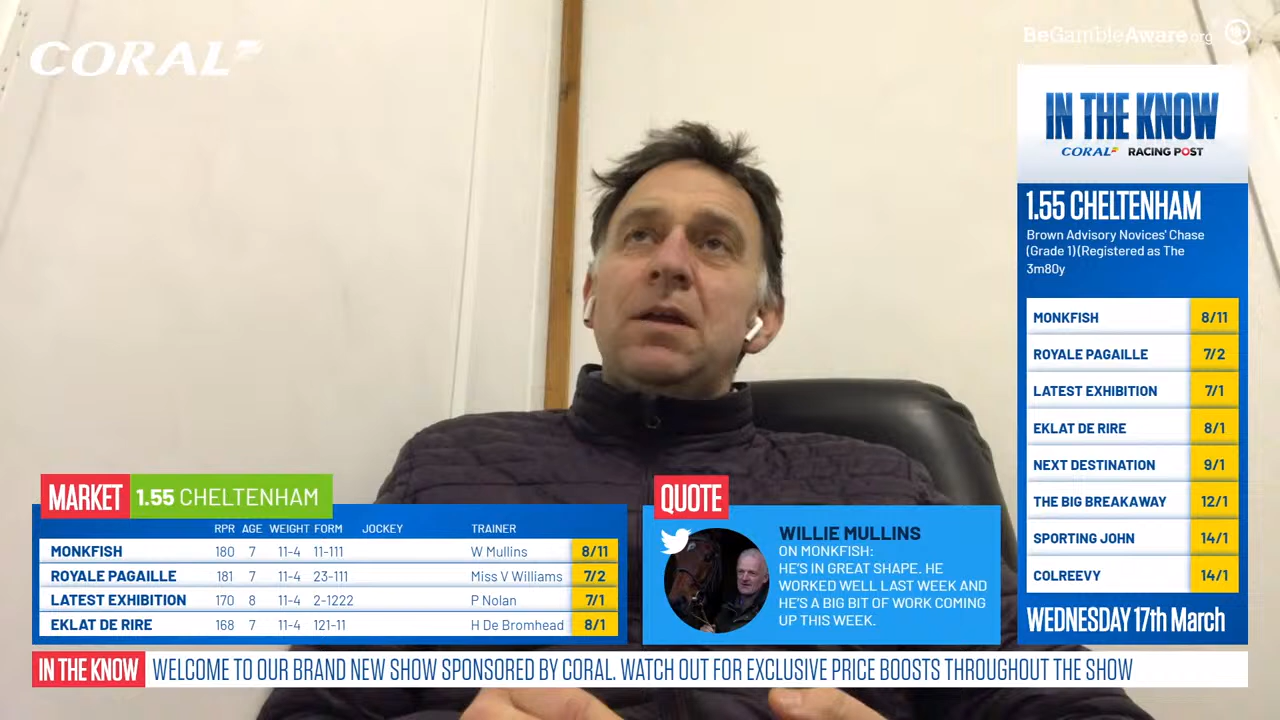 CORAL
BeGambleAware.org 18+
IN THE KNOW
CORAL RACING POST
1.55 CHELTENHAM
Brown Advisory Novices' Chase
(Grade 1)(Registered as The
3m80y
MONKFISH 8/11
ROYALE PAGAILLE 7/2
LATEST EXHIBITION 7/1
EKLAT DE RIRE 8/1
NEXT DESTINATION 9/1
THE BIG BREAKAWAY 12/1
SPORTING JOHN 14/1
COLREEVY 14/1
WEDNESDAY 17th March
MARKET 1.55 CHELTENHAM
RPR AGE WEIGHT FORM JOCKEY TRAINER
MONKFISH 180 7 11-4 11-111 W Mullins 8/11
ROYALE PAGAILLE 181 7 11-4 23-111 Miss V Williams 7/2
LATEST EXHIBITION 170 8 11-4 2-1222 P Nolan 7/1
EKLAT DE RIRE 168 7 11-4 121-11 H De Bromhead 8/1
QUOTE
WILLIE MULLINS
ON MONKFISH:
HE'S IN GREAT SHAPE. HE
WORKED WELL LAST WEEK AND
HE'S A BIG BIT OF WORK COMING
UP THIS WEEK.
IN THE KNOW WELCOME TO OUR BRAND NEW SHOW SPONSORED BY CORAL. WATCH OUT FOR EXCLUSIVE PRICE BOOSTS THROUGHOUT THE SHOW